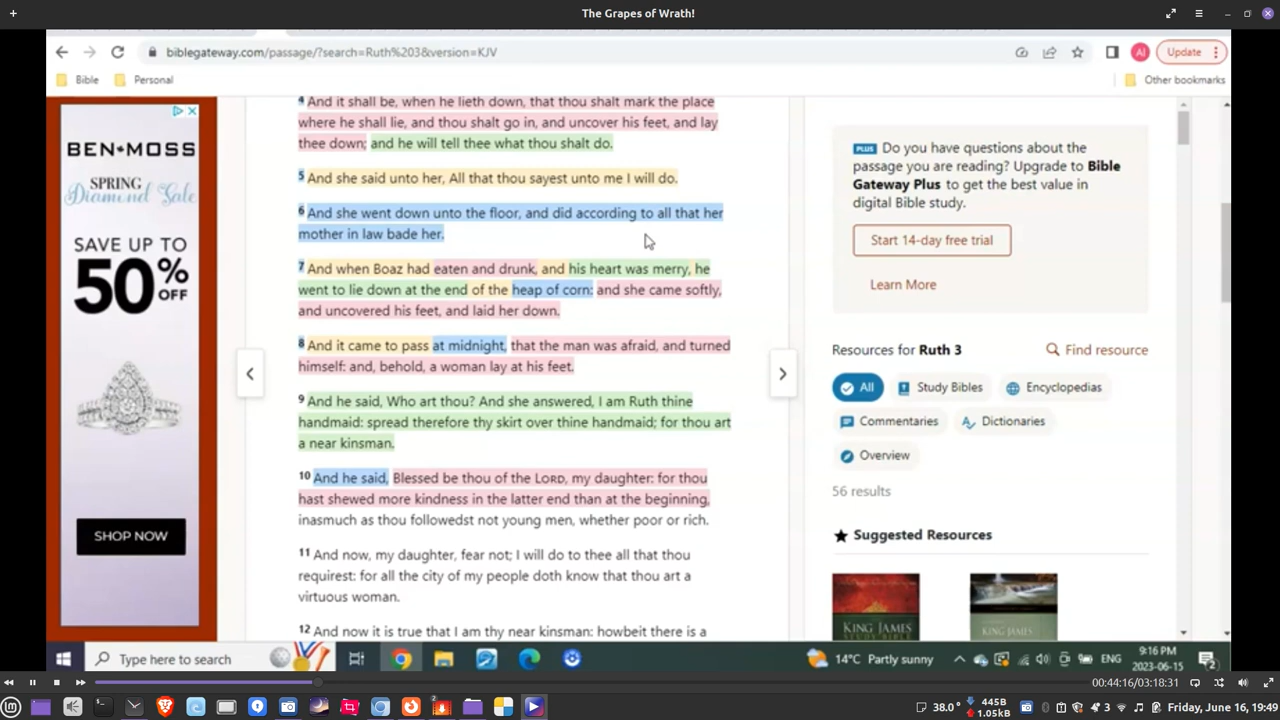 The Grapes of Wrath!
biblegateway.com/passage/?search=Ruth%203&version=KJV
AI
Update
Bible
Personal
Other bookmarks
BEN MOSS
SPRING
Diamond Sale
SAVE UP TO
50% OFF
SHOP NOW
4 And it shall be, when he lieth down, that thou shalt mark the place
where he shall lie, and thou shalt go in, and uncover his feet, and lay
thee down; and he will tell thee what thou shalt do.
5 And she said unto her, All that thou sayest unto me I will do.
6 And she went down unto the floor, and did according to all that her
mother in law bade her.
7 And when Boaz had eaten and drunk, and his heart was merry, he
went to lie down at the end of the heap of corn: and she came softly,
and uncovered his feet, and laid her down.
8 And it came to pass at midnight, that the man was afraid, and turned
himself: and, behold, a woman lay at his feet.
9 And he said, Who art thou? And she answered, I am Ruth thine
handmaid: spread therefore thy skirt over thine handmaid; for thou art
a near kinsman.
10 And he said, Blessed be thou of the LORD, my daughter: for thou
hast shewed more kindness in the latter end than at the beginning,
inasmuch as thou followedst not young men, whether poor or rich.
11 And now, my daughter, fear not; I will do to thee all that thou
requirest: for all the city of my people doth know that thou art a
virtuous woman.
12 And now it is true that I am thy near kinsman: howbeit there is a
PLUS Do you have questions about the
passage you are reading? Upgrade to Bible
Gateway Plus to get the best value in
digital Bible study.
Start 14-day free trial
Learn More
Resources for Ruth 3
Find resource
All
Study Bibles
Encyclopedias
Commentaries
Dictionaries
Overview
56 results
Suggested Resources
KING JAMES
STUDY BIBLE
KING JAMES
Type here to search
14°C Partly sunny
ENG
9:16 PM
2023-06-15
2
00:44:16/03:18:31
2
38.0°
445B
1.05kB
3
Friday, June 16, 19:49